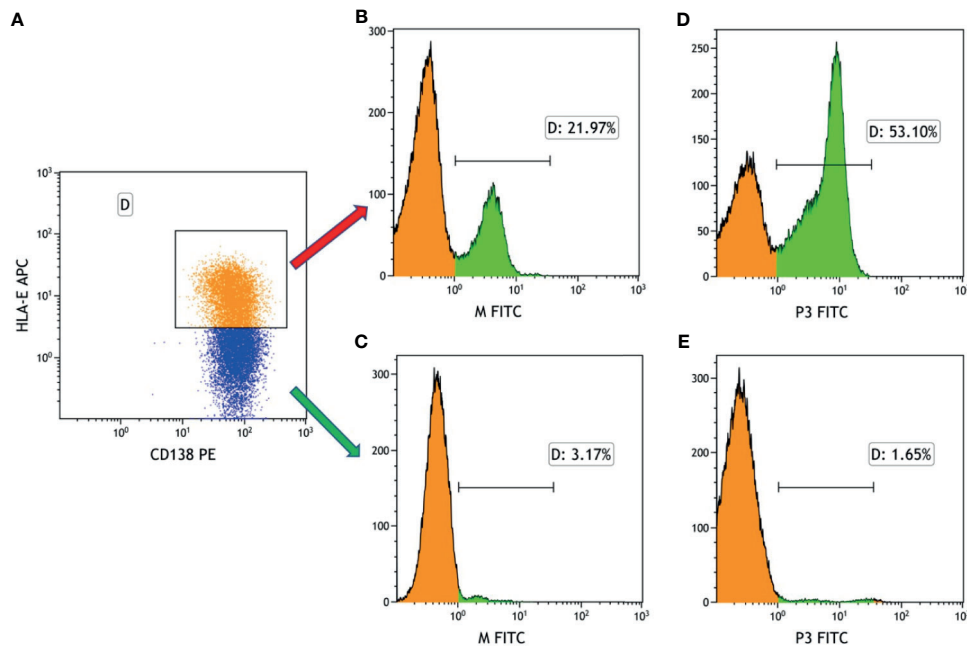 A
HLA-E APC
10³
10²
10¹
10⁰
D
10⁰ 10¹ 10² 10³
CD138 PE
B
300
200
100
0
D: 21.97%
10⁰ 10¹ 10² 10³
M FITC
D
250
200
150
100
50
0
D: 53.10%
10⁰ 10¹ 10² 10³
P3 FITC
C
300
200
100
0
D: 3.17%
10⁰ 10¹ 10² 10³
M FITC
E
300
200
100
0
D: 1.65%
10⁰ 10¹ 10² 10³
P3 FITC